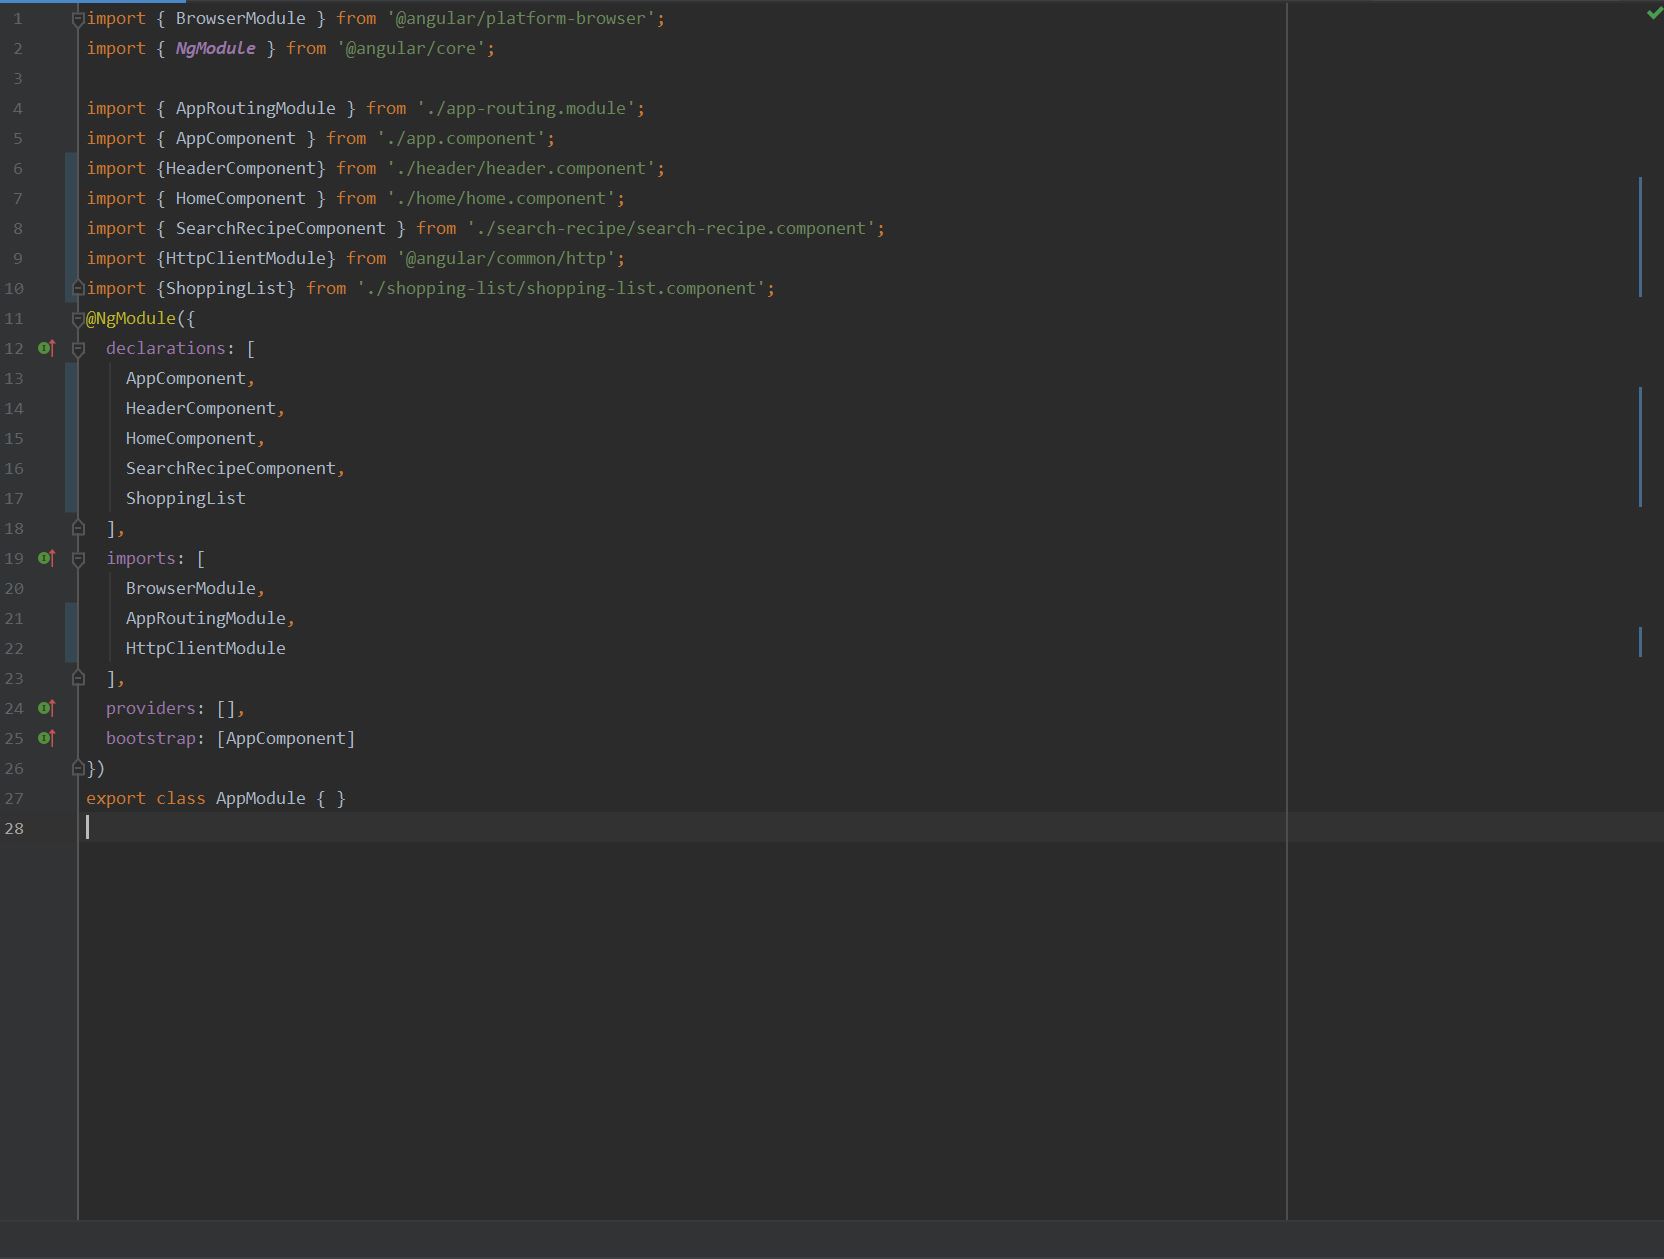 1 import { BrowserModule } from '@angular/platform-browser';
2 import { NgModule } from '@angular/core';
3
4 import { AppRoutingModule } from './app-routing.module';
5 import { AppComponent } from './app.component';
6 import {HeaderComponent} from './header/header.component';
7 import { HomeComponent } from './home/home.component';
8 import { SearchRecipeComponent } from './search-recipe/search-recipe.component';
9 import {HttpClientModule} from '@angular/common/http';
10 import {ShoppingList} from './shopping-list/shopping-list.component';
11 @NgModule({
12   declarations: [
13     AppComponent,
14     HeaderComponent,
15     HomeComponent,
16     SearchRecipeComponent,
17     ShoppingList
18   ],
19   imports: [
20     BrowserModule,
21     AppRoutingModule,
22     HttpClientModule
23   ],
24   providers: [],
25   bootstrap: [AppComponent]
26 })
27 export class AppModule { }
28